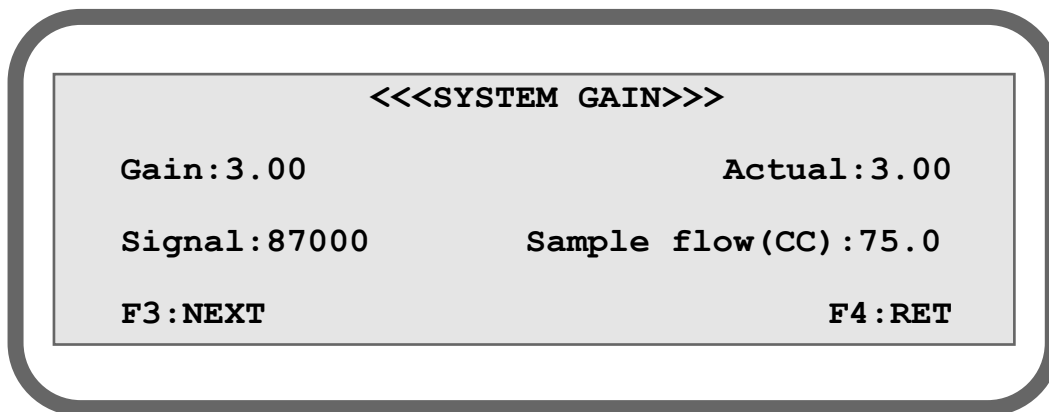 <<<SYSTEM GAIN>>>
Gain:3.00 Actual:3.00
Signal:87000 Sample flow(CC):75.0
F3:NEXT F4:RET